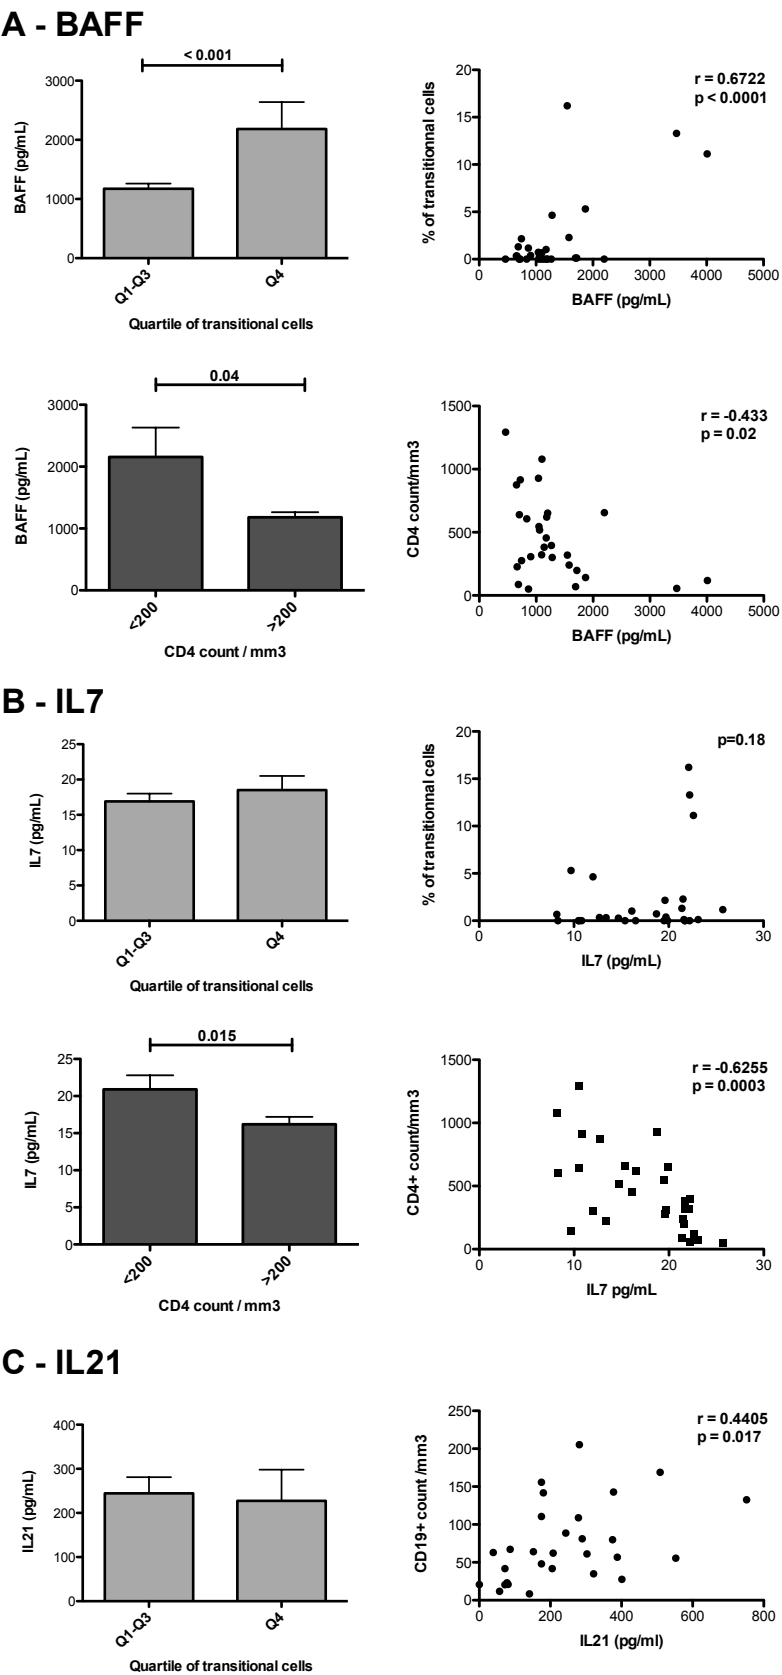 A - BAFF
< 0.001
3000
2000
1000
0
BAFF (pg/mL)
Q1-Q3
Q4
Quartile of transitional cells
r = 0.6722
p < 0.0001
20
15
10
5
0
% of transitionnal cells
0 1000 2000 3000 4000 5000
BAFF (pg/mL)
0.04
3000
2000
1000
0
BAFF (pg/mL)
<200
>200
CD4 count / mm3
r = -0.433
p = 0.02
1500
1000
500
0
CD4 count/mm3
0 1000 2000 3000 4000 5000
BAFF (pg/mL)
B - IL7
25
20
15
10
5
0
IL7 (pg/mL)
Q1-Q3
Q4
Quartile of transitional cells
p=0.18
20
15
10
5
0
% of transitionnal cells
0 10 20 30
IL7 (pg/mL)
0.015
25
20
15
10
5
0
IL7 (pg/mL)
<200
>200
CD4 count / mm3
r = -0.6255
p = 0.0003
1500
1000
500
0
CD4+ count/mm3
0 10 20 30
IL7 pg/mL
C - IL21
400
300
200
100
0
IL21 (pg/mL)
Q1-Q3
Q4
Quartile of transitional cells
r = 0.4405
p = 0.017
250
200
150
100
50
0
CD19+ count /mm3
0 200 400 600 800
IL21 (pg/ml)